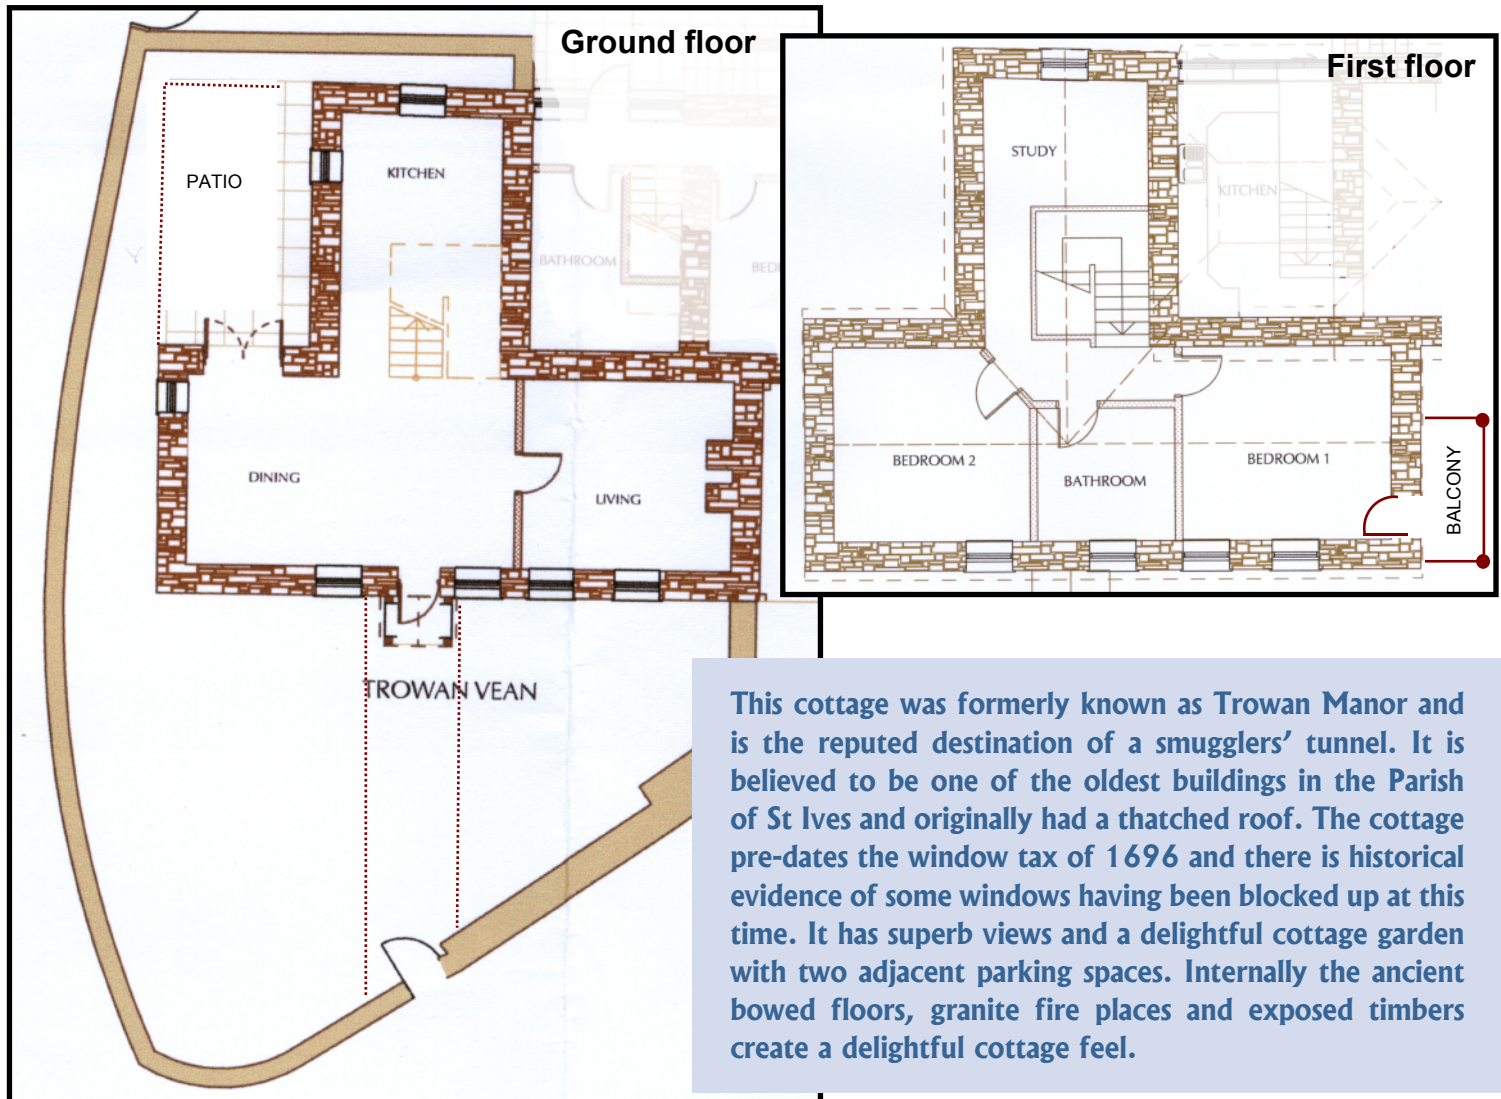 Ground floor
PATIO
KITCHEN
BATHROOM
DINING
LIVING
TROWAN VEAN
First floor
STUDY
KITCHEN
BEDROOM 2
BATHROOM
BEDROOM 1
BALCONY
This cottage was formerly known as Trowan Manor and
is the reputed destination of a smugglers’ tunnel. It is
believed to be one of the oldest buildings in the Parish
of St Ives and originally had a thatched roof. The cottage
pre-dates the window tax of 1696 and there is historical
evidence of some windows having been blocked up at this
time. It has superb views and a delightful cottage garden
with two adjacent parking spaces. Internally the ancient
bowed floors, granite fire places and exposed timbers
create a delightful cottage feel.